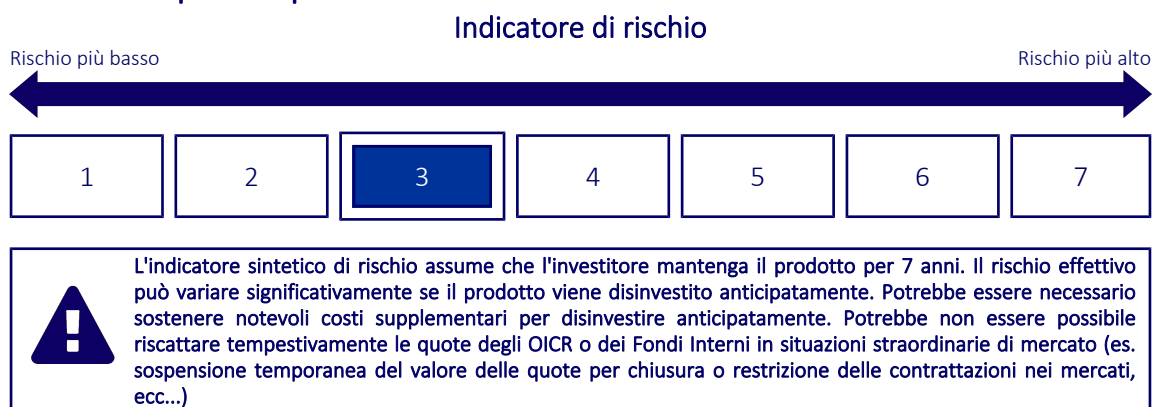 Indicatore di rischio
Rischio più basso
Rischio più alto
1
2
3
4
5
6
7
L'indicatore sintetico di rischio assume che l'investitore mantenga il prodotto per 7 anni. Il rischio effettivo
può variare significativamente se il prodotto viene disinvestito anticipatamente. Potrebbe essere necessario
sostenere notevoli costi supplementari per disinvestire anticipatamente. Potrebbe non essere possibile
riscattare tempestivamente le quote degli OICR o dei Fondi Interni in situazioni straordinarie di mercato (es.
sospensione temporanea del valore delle quote per chiusura o restrizione delle contrattazioni nei mercati,
ecc...)